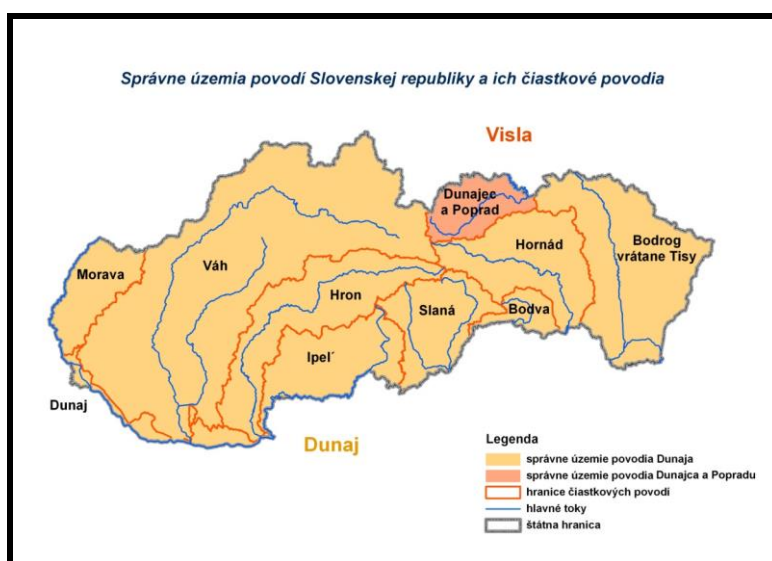 Správne územia povodí Slovenskej republiky a ich čiastkové povodia
Visla
Dunajec
a Poprad
Hornád
Bodrog
vrátane Tisy
Morava
Váh
Hron
Slaná
Bodva
Ipeľ
Dunaj
Dunaj
Legenda
správne územie povodia Dunaja
správne územie povodia Dunajca a Popradu
hranice čiastkových povodí
hlavné toky
štátna hranica